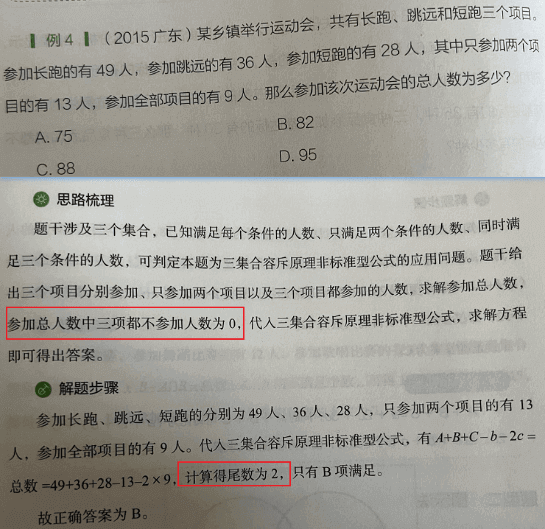 例4 (2015广东)某乡镇举行运动会,共有长跑、跳远和短跑三个项目。
参加长跑的有49人,参加跳远的有36人,参加短跑的有28人,其中只参加两个项
目的有13人,参加全部项目的有9人。那么参加该次运动会的总人数为多少?
A. 75
B. 82
C. 88
D. 95
思路梳理
题干涉及三个集合,已知满足每个条件的人数、只满足两个条件的人数、同时满
足三个条件的人数,可判定本题为三集合容斥原理非标准型公式的应用问题。题干给
出三个项目分别参加、只参加两个项目以及三个项目都参加的人数,求解参加总人数,
参加总人数中三项都不参加人数为0,代入三集合容斥原理非标准型公式,求解方程
即可得出答案。
解题步骤
参加长跑、跳远、短跑的分别为49人、36人、28人,只参加两个项目的有13
人,参加全部项目的有9人。代入三集合容斥原理非标准型公式,有A+B+C-b-2c=
总数=49+36+28-13-2×9,计算得尾数为2,只有B项满足。
故正确答案为B。